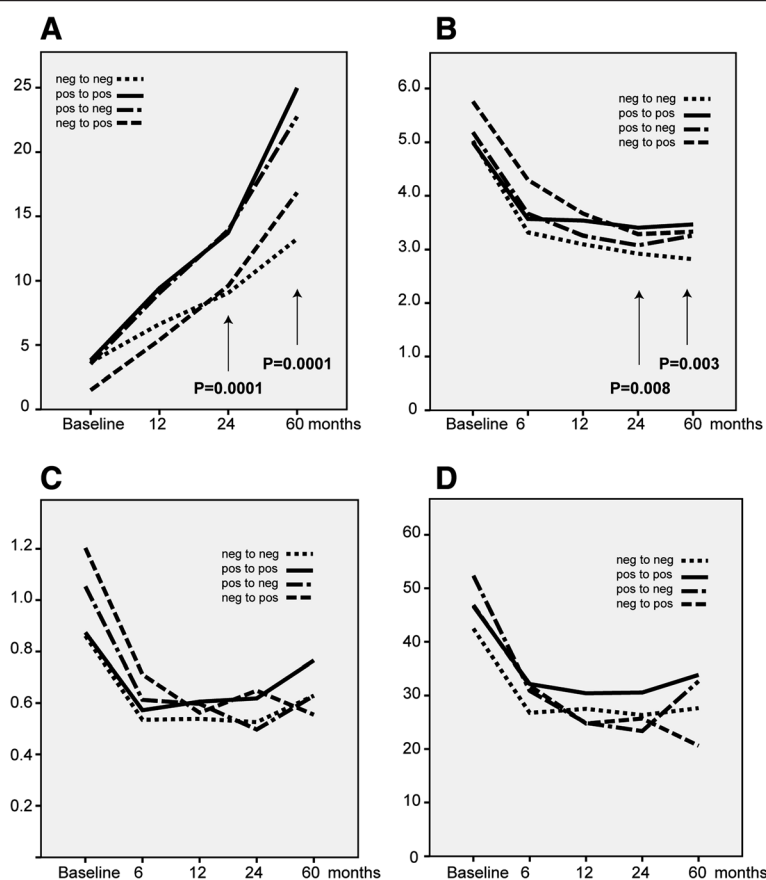 A
25
20
15
10
5
0
neg to neg
pos to pos
pos to neg
neg to pos
P=0.0001
P=0.0001
Baseline 12 24 60 months
B
6.0
5.0
4.0
3.0
2.0
1.0
0
neg to neg
pos to pos
pos to neg
neg to pos
P=0.003
P=0.008
Baseline 6 12 24 60 months
C
1.2
1.0
0.8
0.6
0.4
0.2
neg to neg
pos to pos
pos to neg
neg to pos
Baseline 6 12 24 60 months
D
60
50
40
30
20
10
0
neg to neg
pos to pos
pos to neg
neg to pos
Baseline 6 12 24 60 months